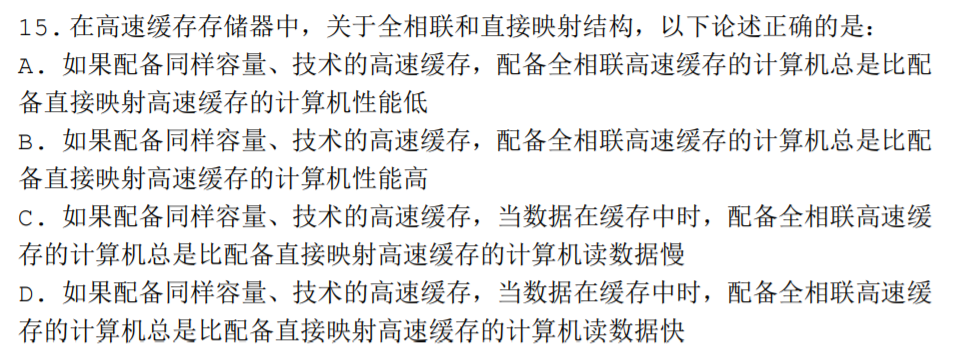 15.在高速缓存存储器中，关于全相联和直接映射结构，以下论述正确的是：
A. 如果配备同样容量、技术的高速缓存，配备全相联高速缓存的计算机总是比配
备直接映射高速缓存的计算机性能低
B. 如果配备同样容量、技术的高速缓存，配备全相联高速缓存的计算机总是比配
备直接映射高速缓存的计算机性能高
C. 如果配备同样容量、技术的高速缓存，当数据在缓存中时，配备全相联高速缓
存的计算机总是比配备直接映射高速缓存的计算机读数据慢
D. 如果配备同样容量、技术的高速缓存，当数据在缓存中时，配备全相联高速缓
存的计算机总是比配备直接映射高速缓存的计算机读数据快